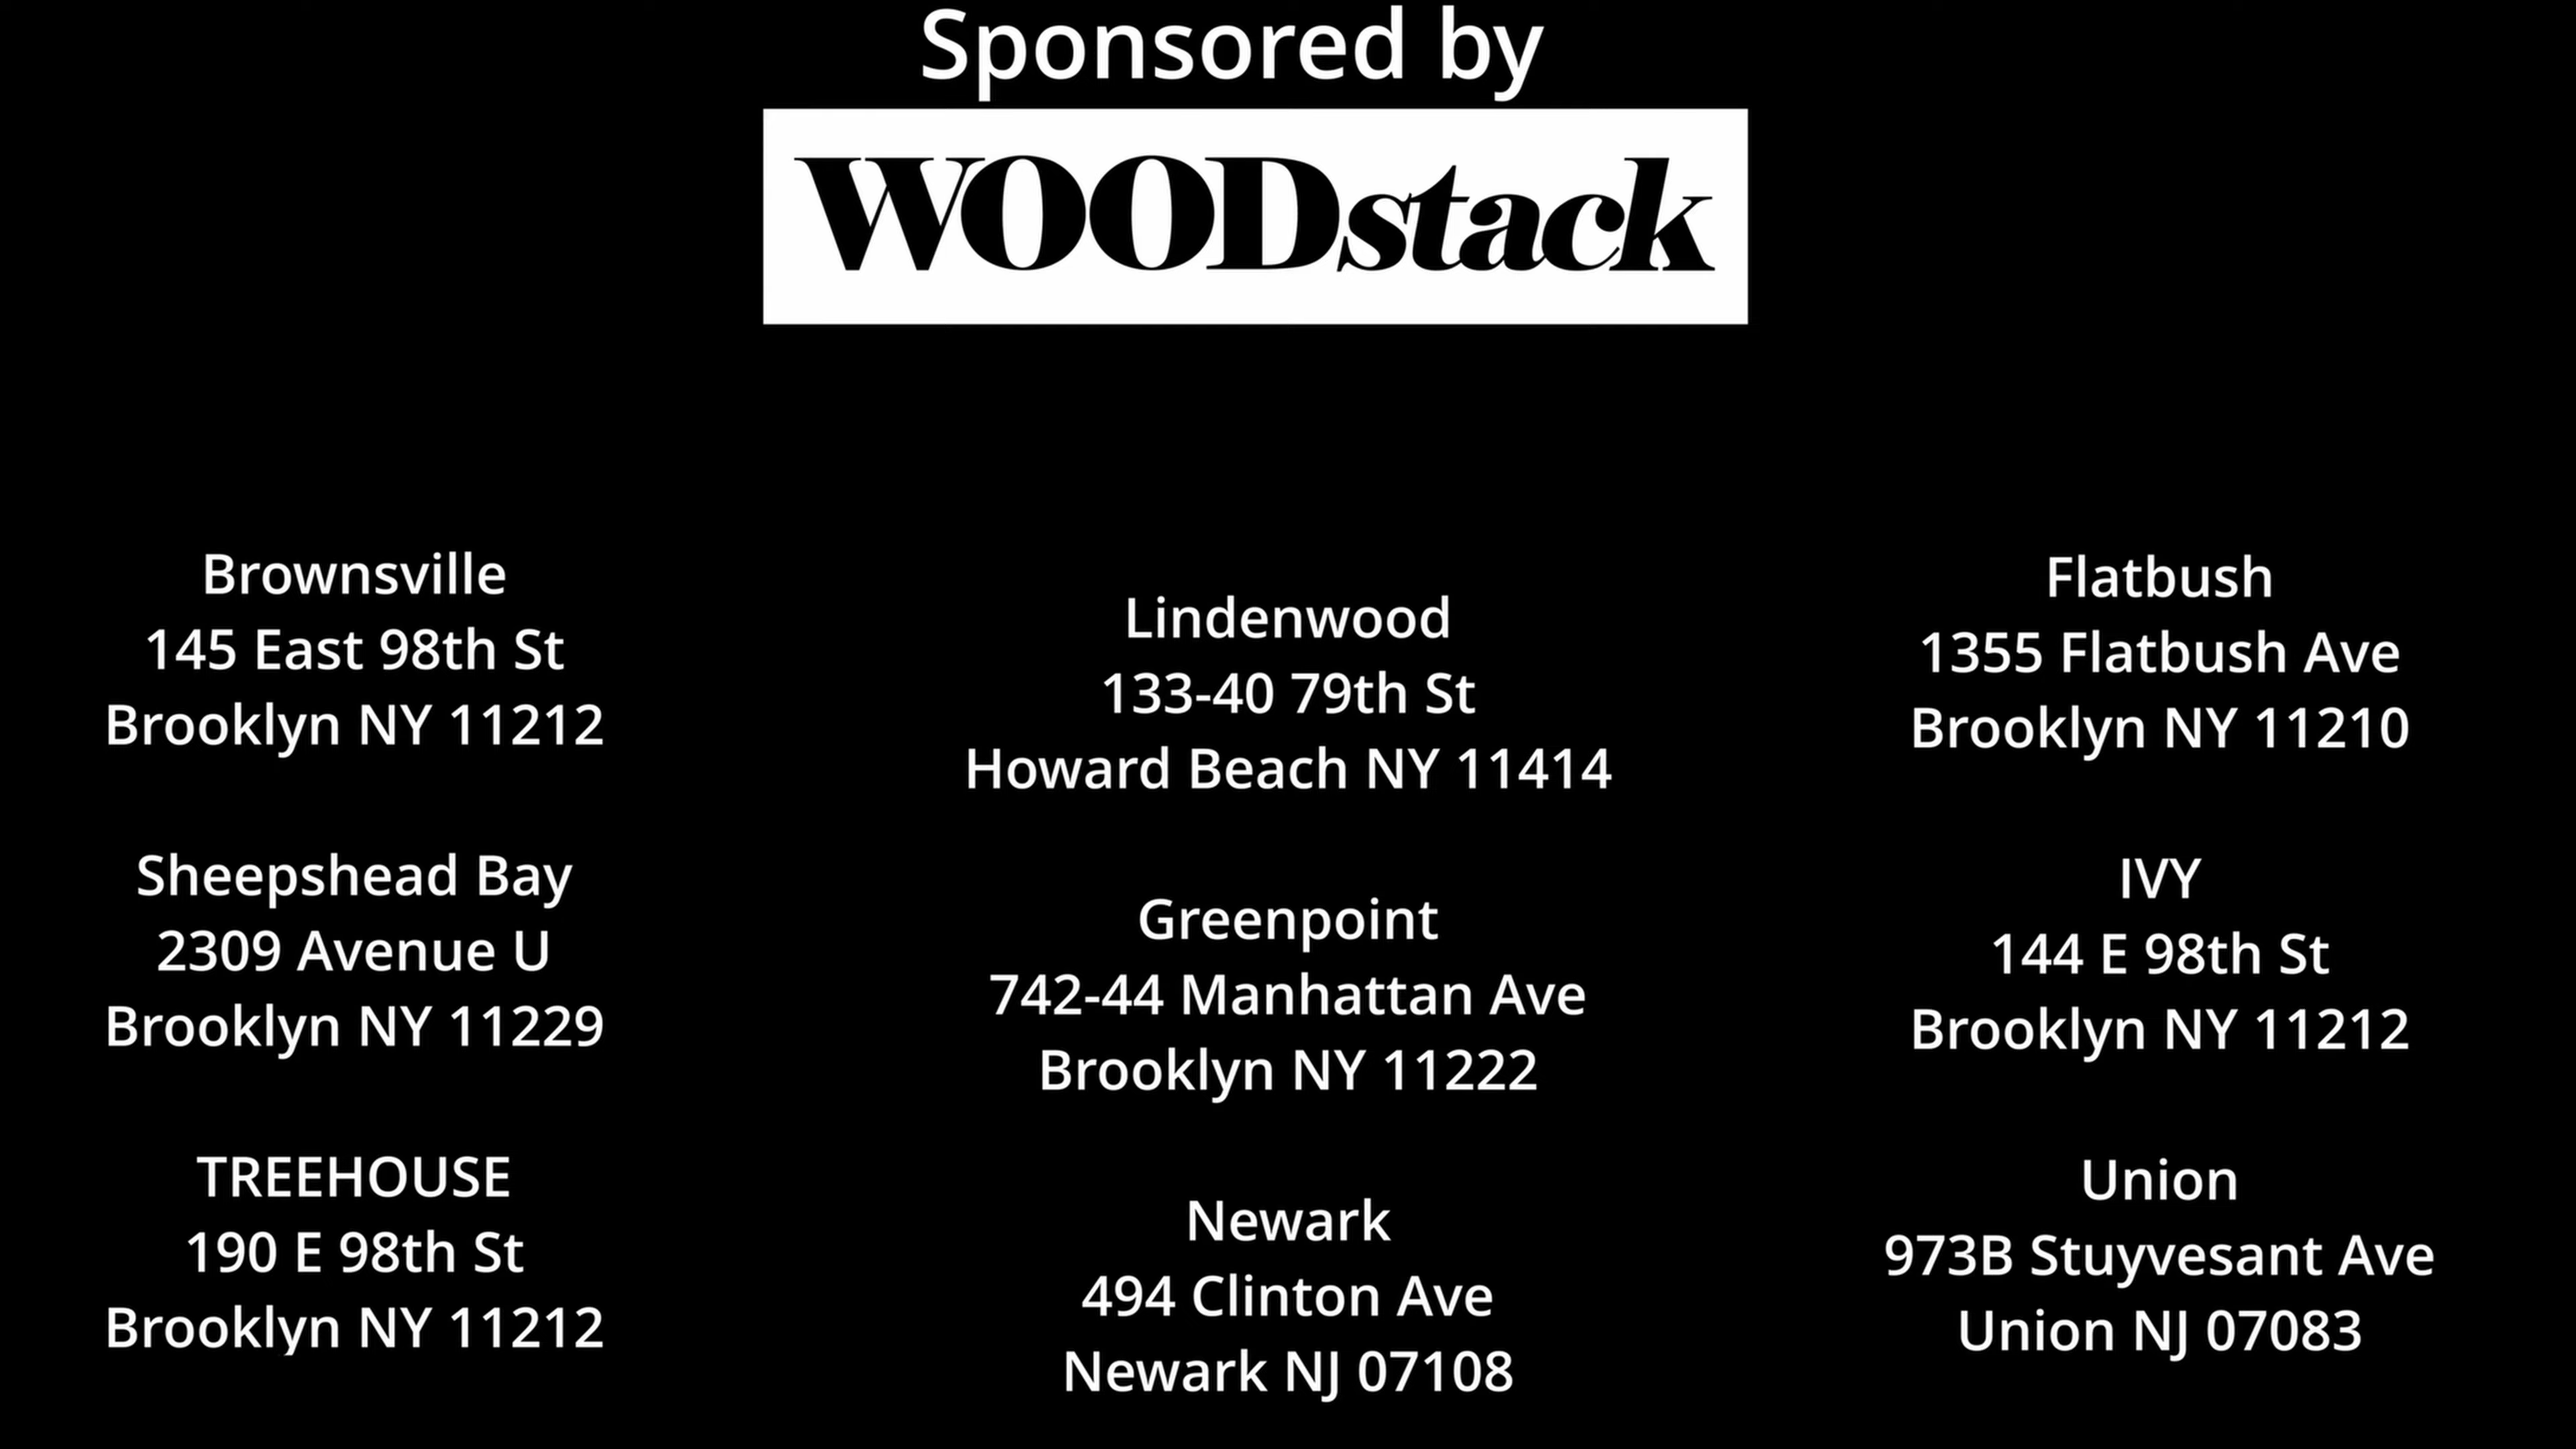 Sponsored by
WOODstack
Brownsville
145 East 98th St
Brooklyn NY 11212
Sheepshead Bay
2309 Avenue U
Brooklyn NY 11229
TREEHOUSE
190 E 98th St
Brooklyn NY 11212
Lindenwood
133-40 79th St
Howard Beach NY 11414
Greenpoint
742-44 Manhattan Ave
Brooklyn NY 11222
Newark
494 Clinton Ave
Newark NJ 07108
Flatbush
1355 Flatbush Ave
Brooklyn NY 11210
IVY
144 E 98th St
Brooklyn NY 11212
Union
973B Stuyvesant Ave
Union NJ 07083